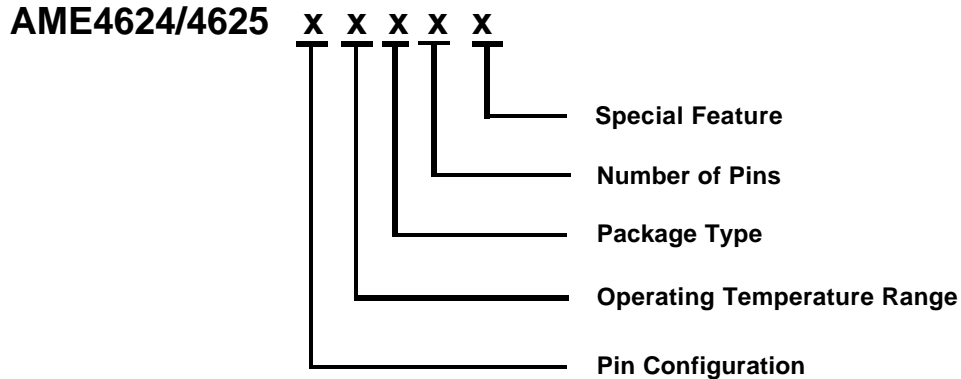 AME4624/4625 x x x x x
Special Feature
Number of Pins
Package Type
Operating Temperature Range
Pin Configuration